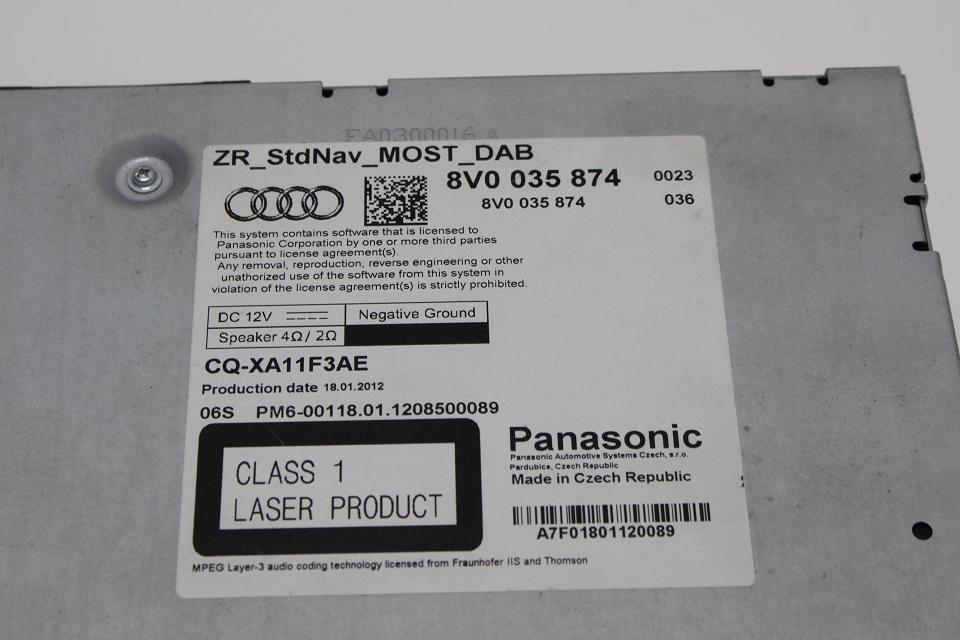 EA0300016 A
ZR_StdNav_MOST_DAB
8V0 035 874 0023
8V0 035 874 036
This system contains software that is licensed to
Panasonic Corporation by one or more third parties
pursuant to license agreement(s).
Any removal, reproduction, reverse engineering or other
unathorized use of the software from this system in
violation of the license agreement(s) is strictly prohibited.
DC 12V Negative Ground
Speaker 4Ω/ 2Ω
CQ-XA11F3AE
Production date 18.01.2012
06S PM6-00118.01.1208500089
CLASS 1
LASER PRODUCT
Panasonic
Panasonic Automotive Systems Czech, s.r.o.
Pardubice, Czech Republic
Made in Czech Republic
A7F01801120089
MPEG Layer-3 audio coding technology licensed from Fraunhofer IIS and Thomson